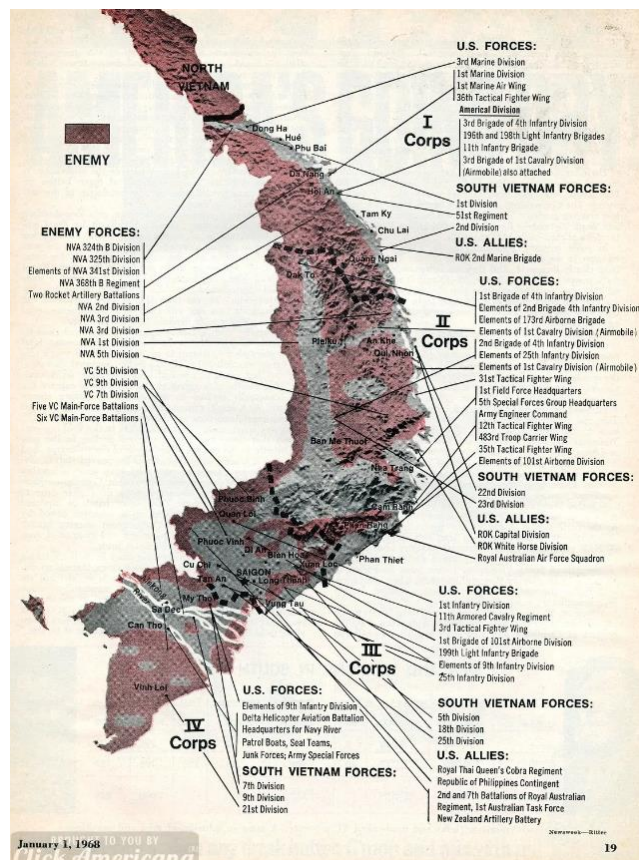 U.S. FORCES:
3rd Marine Division
1st Marine Division
1st Marine Air Wing
36th Tactical Fighter Wing
Americal Division
3rd Brigade of 4th Infantry Division
196th and 198th Light Infantry Brigades
11th Infantry Brigade
3rd Brigade of 1st Cavalry Division
(Airmobile) also attached
SOUTH VIETNAM FORCES:
1st Division
51st Regiment
2nd Division
U.S. ALLIES:
ROK 2nd Marine Brigade
I
Corps
NORTH
VIETNAM
ENEMY
Dong Ha
Hué
Phu Bai
Da Nang
Hoi An
Tam Ky
Chu Lai
Quang Ngai
Dak To
ENEMY FORCES:
NVA 324th B Division
NVA 325th Division
Elements of NVA 341st Division
NVA 368th B Regiment
Two Rocket Artillery Battalions
NVA 2nd Division
NVA 3rd Division
NVA 3rd Division
NVA 1st Division
NVA 5th Division
VC 5th Division
VC 9th Division
VC 7th Division
Five VC Main-Force Battalions
Six VC Main-Force Battalions
U.S. FORCES:
1st Brigade of 4th Infantry Division
Elements of 2nd Brigade 4th Infantry Division
Elements of 173rd Airborne Brigade
Elements of 1st Cavalry Division (Airmobile)
2nd Brigade of 4th Infantry Division
Elements of 25th Infantry Division
Elements of 1st Cavalry Division (Airmobile)
31st Tactical Fighter Wing
1st Field Force Headquarters
5th Special Forces Group Headquarters
Army Engineer Command
12th Tactical Fighter Wing
483rd Troop Carrier Wing
35th Tactical Fighter Wing
Elements of 101st Airborne Division
SOUTH VIETNAM FORCES:
22nd Division
23rd Division
U.S. ALLIES:
ROK Capital Division
ROK White Horse Division
Royal Australian Air Force Squadron
II
Corps
Pleiku
An Khe
Qui Nhon
Ban Me Thuot
Nha Trang
Cam Ranh
Phan Rang
Phan Thiet
Phuoc Binh
Quan Loi
Phuoc Vinh
Di An
Bien Hoa
Xuan Loc
Cu Chi
SAIGON
Tan An
Long Thanh
My Tho
Vung Tau
River
Sa Dec
Can Tho
Vinh Loi
U.S. FORCES:
1st Infantry Division
11th Armored Cavalry Regiment
3rd Tactical Fighter Wing
1st Brigade of 101st Airborne Division
199th Light Infantry Brigade
Elements of 9th Infantry Division
25th Infantry Division
SOUTH VIETNAM FORCES:
5th Division
18th Division
25th Division
U.S. ALLIES:
Royal Thai Queen's Cobra Regiment
Republic of Philippines Contingent
2nd and 7th Battalions of Royal Australian
Regiment, 1st Australian Task Force
New Zealand Artillery Battery
III
Corps
IV
Corps
U.S. FORCES:
Elements of 9th Infantry Division
Delta Helicopter Aviation Battalion
Headquarters for Navy River
Patrol Boats, Seal Teams,
Junk Forces; Army Special Forces
SOUTH VIETNAM FORCES:
7th Division
9th Division
21st Division
Newsweek—Ritter
January 1, 1968
19
BROUGHT TO YOU BY
Click Americana